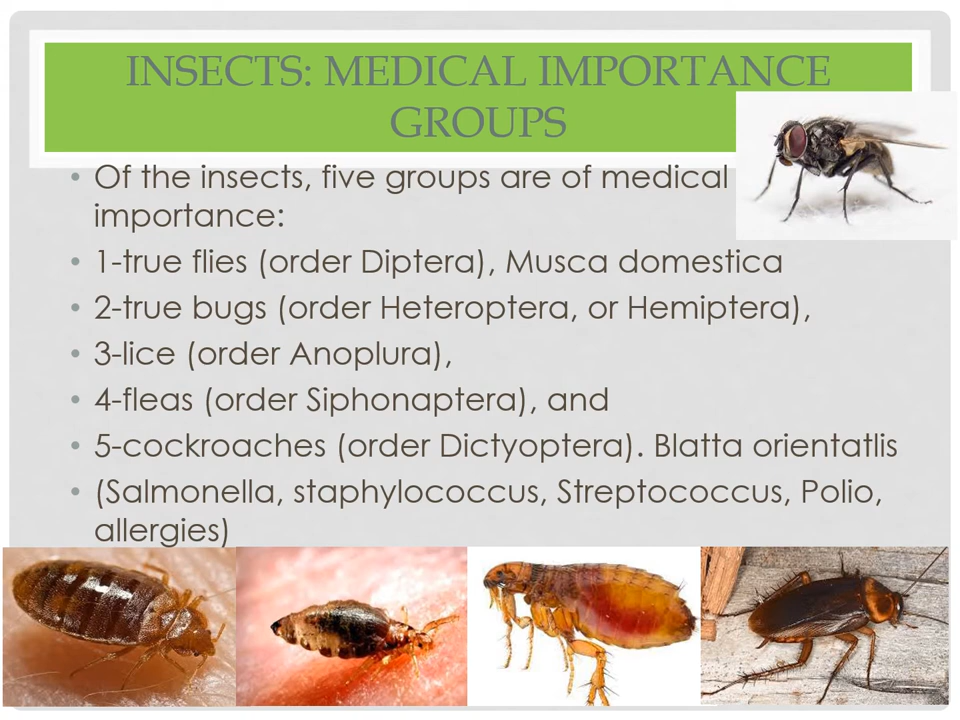 INSECTS: MEDICAL IMPORTANCE
GROUPS
• Of the insects, five groups are of medical
importance:
• 1-true flies (order Diptera), Musca domestica
• 2-true bugs (order Heteroptera, or Hemiptera),
• 3-lice (order Anoplura),
• 4-fleas (order Siphonaptera), and
• 5-cockroaches (order Dictyoptera). Blatta orientatlis
• (Salmonella, staphylococcus, Streptococcus, Polio,
allergies)